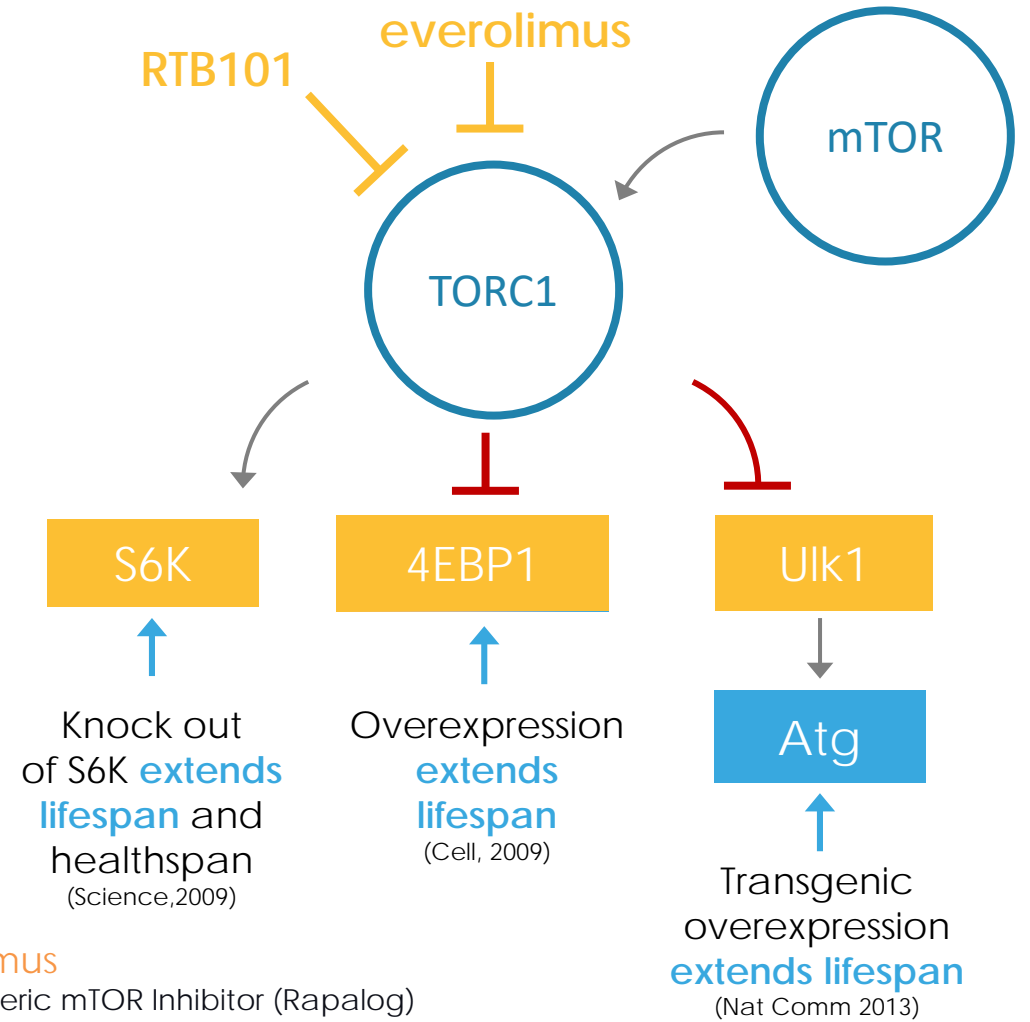 everolimus
RTB101
mTOR
TORC1
S6K
4EBP1
Ulk1
Knock out
of S6K extends
lifespan and
healthspan
(Science,2009)
Overexpression
extends
lifespan
(Cell, 2009)
Atg
Transgenic
overexpression
extends lifespan
(Nat Comm 2013)
mus
eric mTOR Inhibitor (Rapalog)